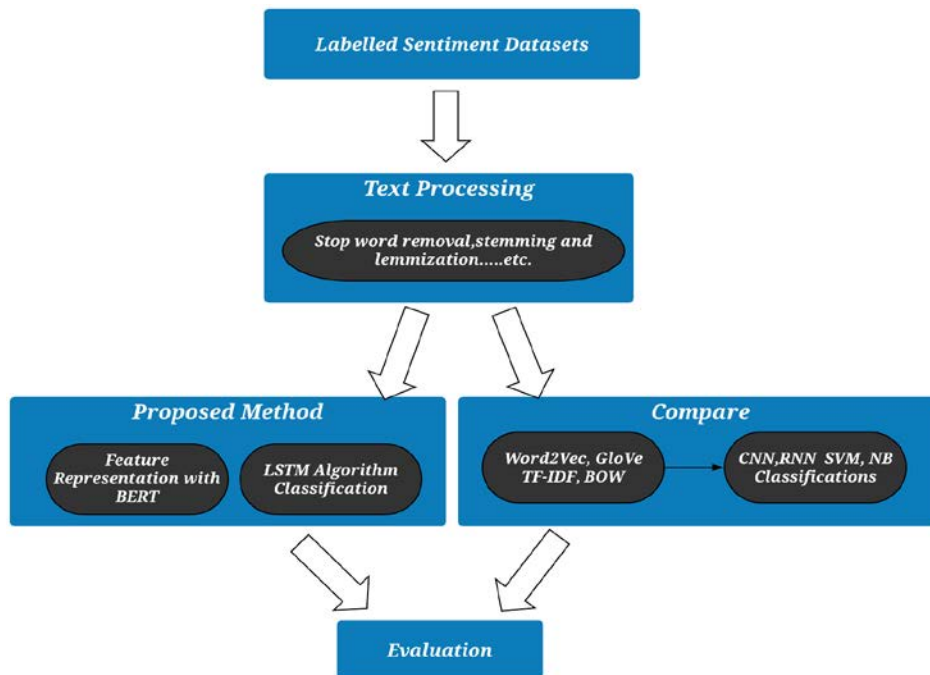 Labelled Sentiment Datasets
Text Processing
Stop word removal,stemming and
lemmization.....etc.
Proposed Method
Feature
Representation with
BERT
LSTM Algorithm
Classification
Compare
Word2Vec, GloVe
TF-IDF, BOW
CNN,RNN SVM, NB
Classifications
Evaluation